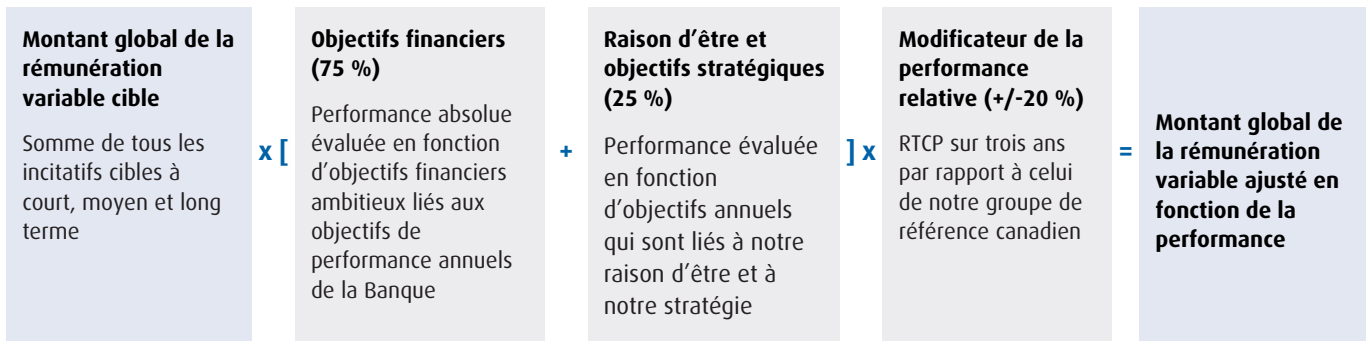 Montant global de la
rémunération
variable cible
Somme de tous les
incitatifs cibles à
court, moyen et long
terme
x [
Objectifs financiers
(75 %)
Performance absolue
évaluée en fonction
d'objectifs financiers
ambitieux liés aux
objectifs de
performance annuels
de la Banque
+
Raison d'être et
objectifs stratégiques
(25 %)
Performance évaluée
en fonction
d'objectifs annuels
qui sont liés à notre
raison d'être et à
notre stratégie
] x
Modificateur de la
performance
relative (+/-20 %)
RTCP sur trois ans
par rapport à celui
de notre groupe de
référence canadien
=
Montant global de
la rémunération
variable ajusté en
fonction de la
performance